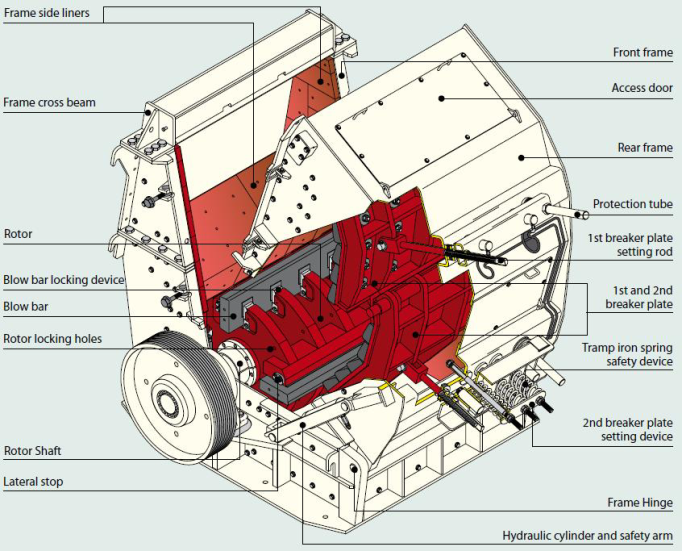 Frame side liners
Frame cross beam
Rotor
Blow bar locking device
Blow bar
Rotor locking holes
Rotor Shaft
Lateral stop
Front frame
Access door
Rear frame
Protection tube
1st breaker plate
setting rod
1st and 2nd
breaker plate
Tramp iron spring
safety device
2nd breaker plate
setting device
Frame Hinge
Hydraulic cylinder and safety arm